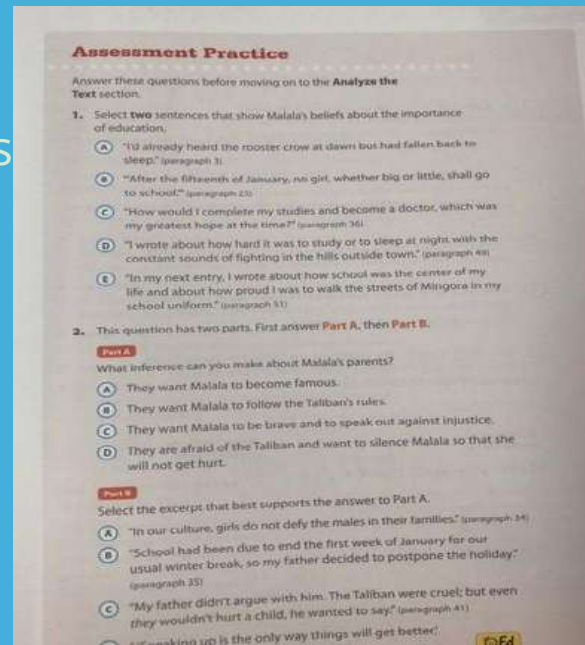 S
Assessment Practice
Answer these questions before moving on to the Analyze the
Text section.
1. Select two sentences that show Malala's beliefs about the importance
of education.
A "I'd already heard the rooster crow at dawn but had fallen back to
sleep." (paragraph 3)
B "'After the fifteenth of January, no girl, whether big or little, shall go
to school.'" (paragraph 25)
C "How would I complete my studies and become a doctor, which was
my greatest hope at the time?" (paragraph 36)
D "I wrote about how hard it was to study or to sleep at night with the
constant sounds of fighting in the hills outside town." (paragraph 49)
E "In my next entry, I wrote about how school was the center of my
life and about how proud I was to walk the streets of Mingora in my
school uniform." (paragraph 51)
2. This question has two parts. First answer Part A, then Part B.
Part A
What inference can you make about Malala's parents?
A They want Malala to become famous.
B They want Malala to follow the Taliban's rules.
C They want Malala to be brave and to speak out against injustice.
D They are afraid of the Taliban and want to silence Malala so that she
will not get hurt.
Part B
Select the excerpt that best supports the answer to Part A.
A "In our culture, girls do not defy the males in their families." (paragraph 34)
B "School had been due to end the first week of January for our
usual winter break, so my father decided to postpone the holiday."
(paragraph 35)
C "My father didn't argue with him. The Taliban were cruel; but even
they wouldn't hurt a child, he wanted to say." (paragraph 41)
"'Speaking up is the only way things will get better.'
Ed